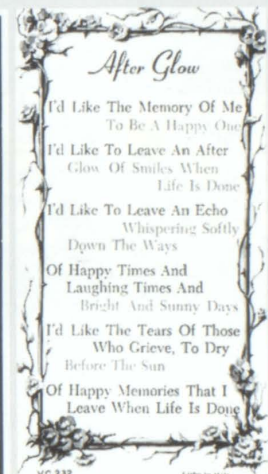 After Glow
I'd Like The Memory Of Me
To Be A Happy One
I'd Like To Leave An After
Glow Of Smiles When
Life Is Done
I'd Like To Leave An Echo
Whispering Softly
Down The Ways
Of Happy Times And
Laughing Times And
Bright And Sunny Days
I'd Like The Tears Of Those
Who Grieve, To Dry
Before The Sun
Of Happy Memories That I
Leave When Life Is Done